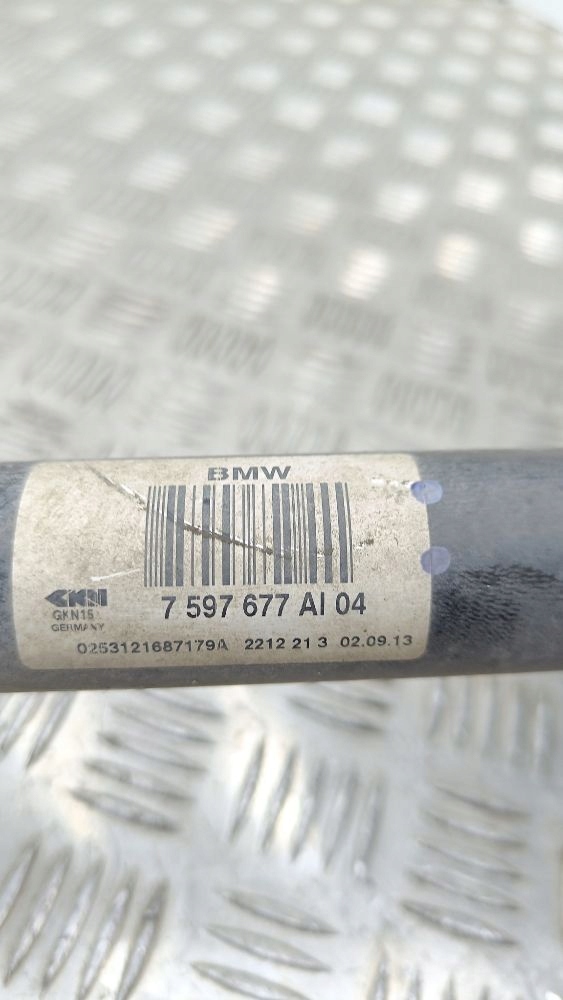 BMW
GKN
7 597 677 AI 04
GKN15
GERMANY
0253121687179A 2212 21 3 02.09.13